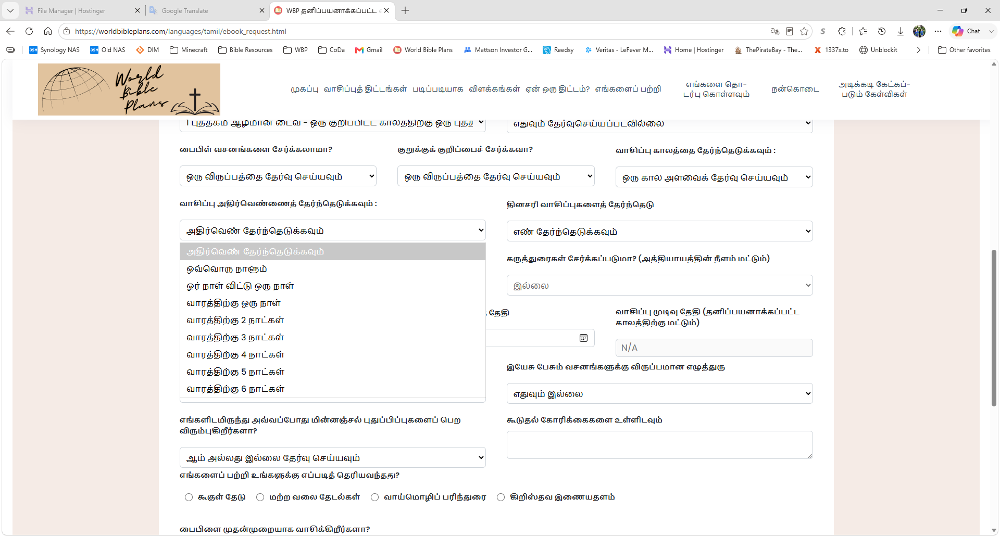 File Manager | Hostinger
Google Translate
WBP தனிப்பயனாக்கப்பட்ட
https://worldbibleplans.com/languages/tamil/ebook_request.html
Chat
Synology NAS
Old NAS
DIM
Minecraft
Bible Resources
WBP
CoDa
Gmail
World Bible Plans
Mattson Investor G...
Reedsy
Veritas - LeFever M...
Home | Hostinger
ThePirateBay - The...
1337x.to
Unblockit
Other favorites
World
Bible
Plans
முகப்பு
வாசிப்புத் திட்டங்கள்
படிப்படியாக
விளக்கங்கள்
ஏன் ஒரு திட்டம்?
எங்களைப் பற்றி
எங்களை தொ-
டர்பு கொள்ளவும்
நன்கொடை
அடிக்கடி கேட்கப்-
படும் கேள்விகள்
1 புத்தகம் ஆழமான டைவ் - ஒரு குறிப்பிட்ட காலத்திற்கு ஒரு புத்த
எதுவும் தேர்வுசெய்யப்படவில்லை
பைபிள் வசனங்களை சேர்க்கலாமா?
குறுக்குக் குறிப்பைச் சேர்க்கவா?
வாசிப்பு காலத்தை தேர்ந்தெடுக்கவும் :
ஒரு விருப்பத்தை தேர்வு செய்யவும்
ஒரு விருப்பத்தை தேர்வு செய்யவும்
ஒரு கால அளவைக் தேர்வு செய்யவும்
வாசிப்பு அதிர்வெண்ணைத் தேர்ந்தெடுக்கவும் :
தினசரி வாசிப்புகளைத் தேர்ந்தெடு
அதிர்வெண் தேர்ந்தெடுக்கவும்
எண் தேர்ந்தெடுக்கவும்
அதிர்வெண் தேர்ந்தெடுக்கவும்
ஒவ்வொரு நாளும்
ஓர் நாள் விட்டு ஒரு நாள்
வாரத்திற்கு ஒரு நாள்
வாரத்திற்கு 2 நாட்கள்
வாரத்திற்கு 3 நாட்கள்
வாரத்திற்கு 4 நாட்கள்
வாரத்திற்கு 5 நாட்கள்
வாரத்திற்கு 6 நாட்கள்
கருத்துரைகள் சேர்க்கப்படுமா? (அத்தியாயத்தின் நீளம் மட்டும்)
இல்லை
தேதி
வாசிப்பு முடிவு தேதி (தனிப்பயனாக்கப்பட்ட
காலத்திற்கு மட்டும்)
N/A
இயேசு பேசும் வசனங்களுக்கு விருப்பமான எழுத்துரு
எதுவும் இல்லை
எங்களிடமிருந்து அவ்வப்போது மின்னஞ்சல் புதுப்பிப்புகளைப் பெற
விரும்புகிறீர்களா?
கூடுதல் கோரிக்கைகளை உள்ளிடவும்
ஆம் அல்லது இல்லை தேர்வு செய்யவும்
எங்களைப் பற்றி உங்களுக்கு எப்படித் தெரியவந்தது?
கூகுள் தேடு
மற்ற வலை தேடல்கள்
வாய்மொழிப் பரிந்துரை
கிறிஸ்தவ இணையதளம்
பைபிளை முதன்முறையாக வாசிக்கிறீர்களா?